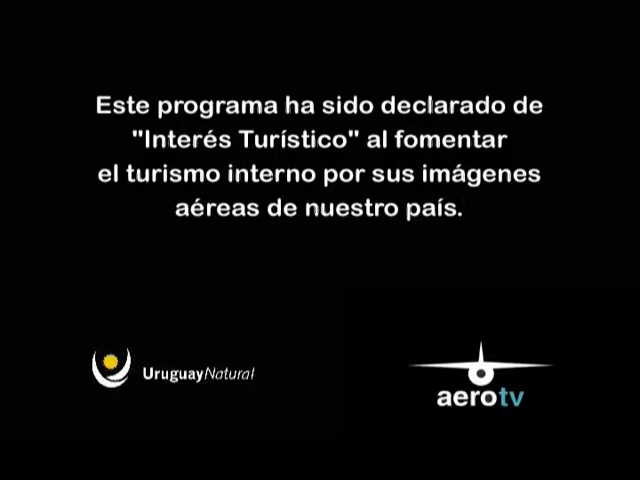 Este programa ha sido declarado de
"Interés Turístico" al fomentar
el turismo interno por sus imágenes
aéreas de nuestro país.
UruguayNatural
aerotv